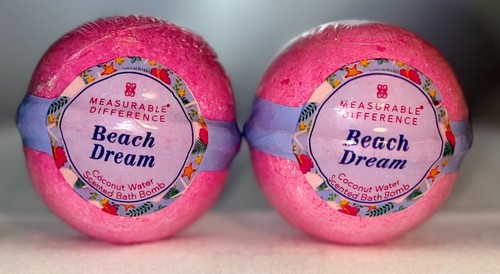 MEASURABLE®
DIFFERENCE
Beach
Dream
Coconut Water
Scented Bath Bomb
MEASURABLE®
DIFFERENCE
Beach
Dream
Coconut Water
Scented Bath Bomb